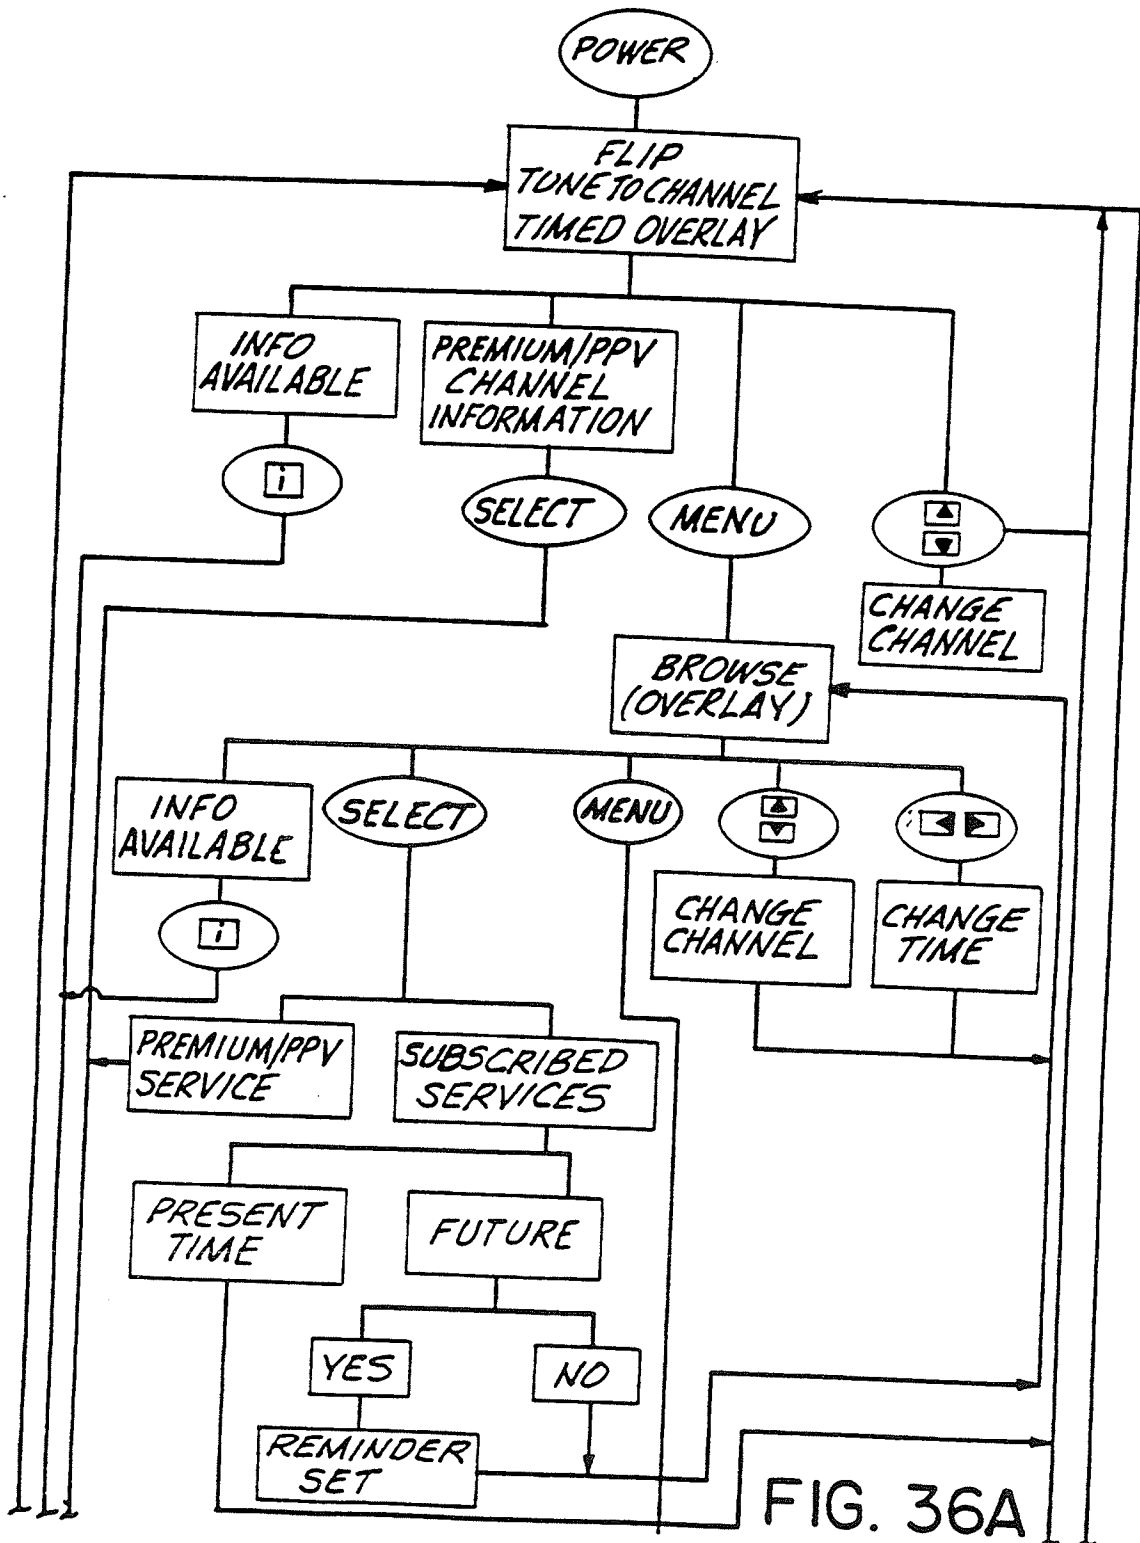 POWER
FLIP
TUNE TO CHANNEL
TIMED OVERLAY
INFO
AVAILABLE
PREMIUM/PPV
CHANNEL
INFORMATION
i
SELECT
MENU
CHANGE
CHANNEL
BROWSE
(OVERLAY)
INFO
AVAILABLE
SELECT
MENU
i
CHANGE
CHANNEL
CHANGE
TIME
PREMIUM/PPV
SERVICE
SUBSCRIBED
SERVICES
PRESENT
TIME
FUTURE
YES
NO
REMINDER
SET
FIG. 36A